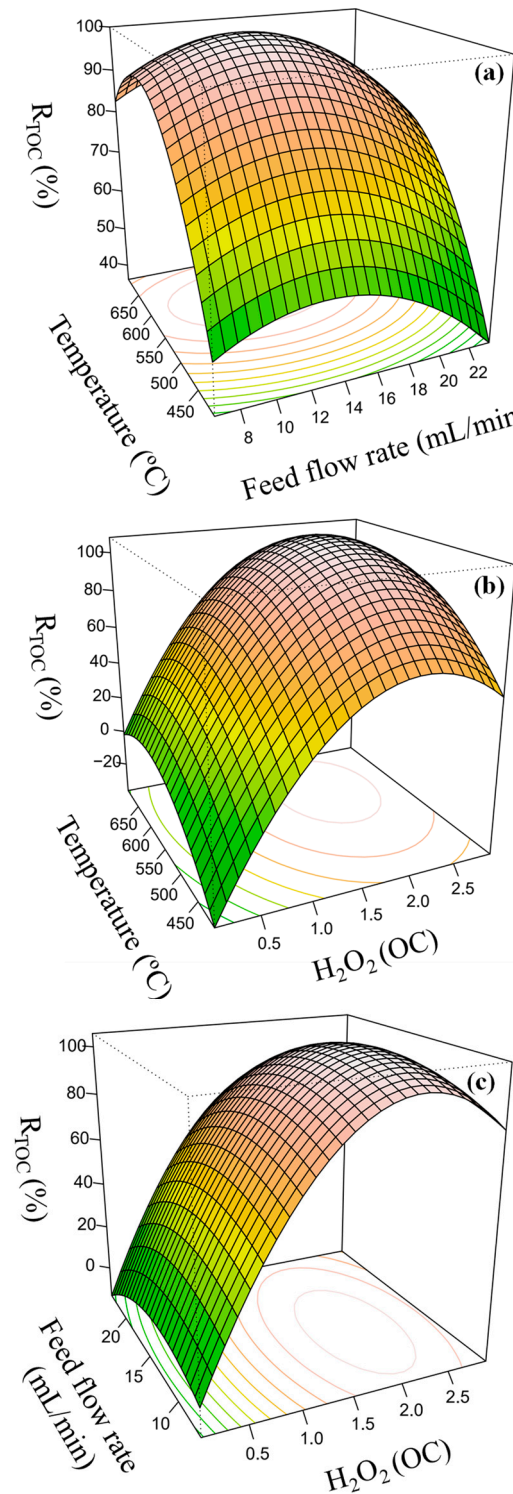 (a)
R_TOC (%)
100
90
80
70
60
50
40
Temperature (ºC)
650
600
550
500
450
8 10 12 14 16 18 20 22
Feed flow rate (mL/min
(b)
R_TOC (%)
100
80
60
40
20
0
−20
Temperature (ºC)
650
600
550
500
450
0.5 1.0 1.5 2.0 2.5
H₂O₂ (OC)
(c)
R_TOC (%)
100
80
60
40
20
0
Feed flow rate
(mL/min)
20
15
10
0.5 1.0 1.5 2.0 2.5
H₂O₂ (OC)